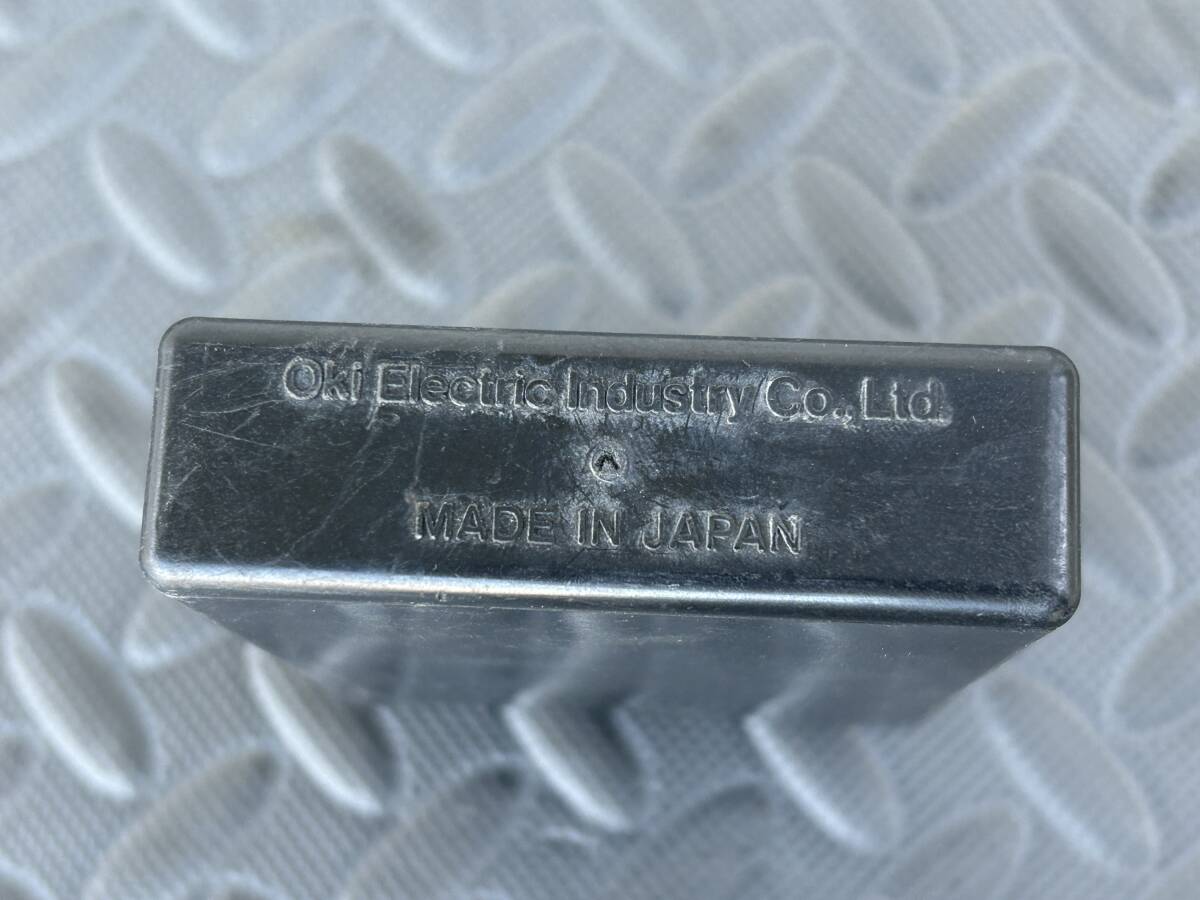 Oki Electric Industry Co., Ltd.
MADE IN JAPAN